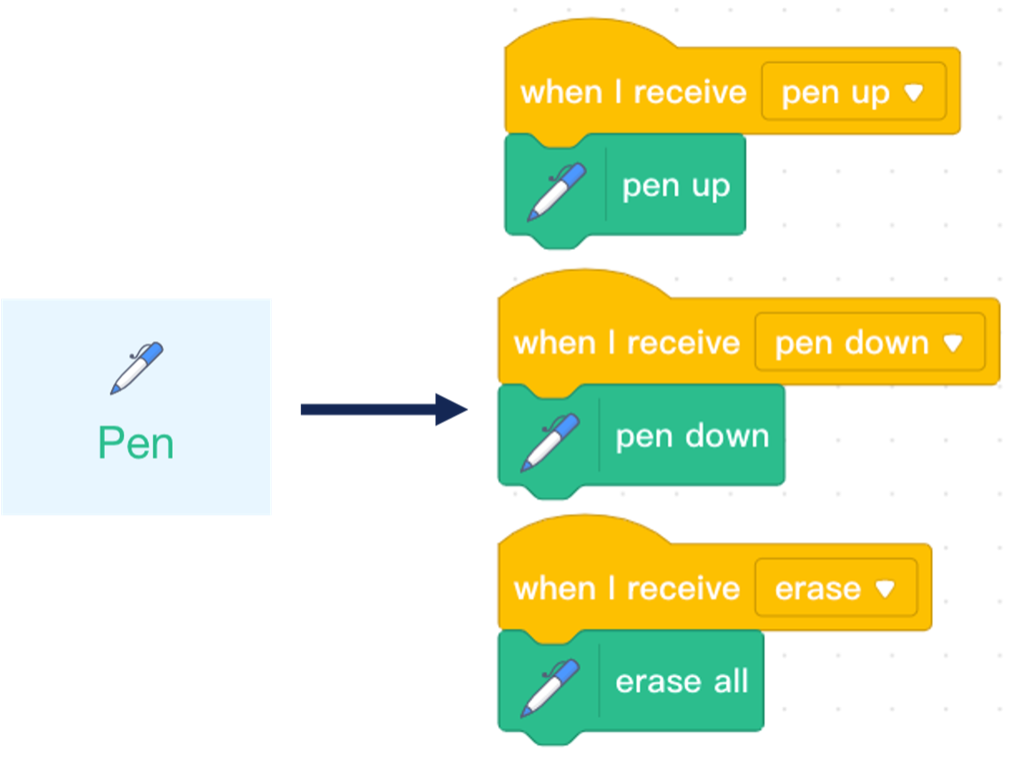 when I receive pen up
pen up
Pen
when I receive pen down
pen down
when I receive erase
erase all